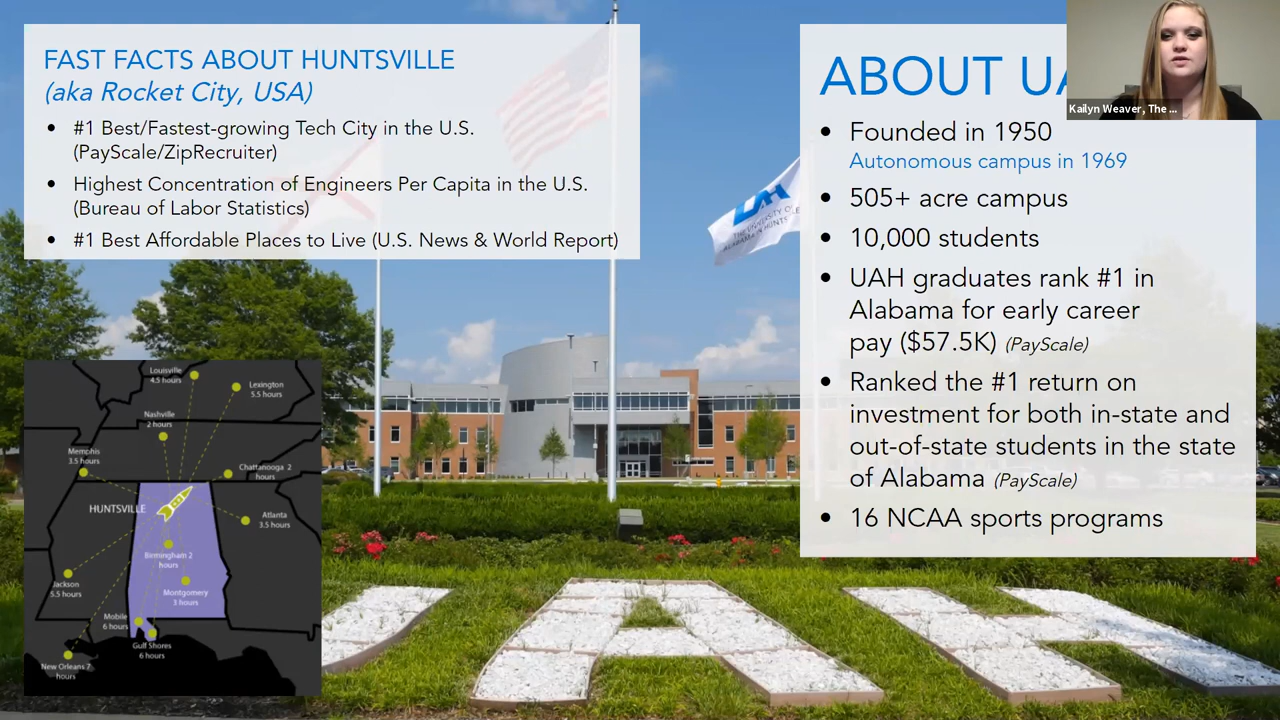 FAST FACTS ABOUT HUNTSVILLE
(aka Rocket City, USA)
• #1 Best/Fastest-growing Tech City in the U.S.
(PayScale/ZipRecruiter)
• Highest Concentration of Engineers Per Capita in the U.S.
(Bureau of Labor Statistics)
• #1 Best Affordable Places to Live (U.S. News & World Report)
Louisville
4.5 hours
Lexington
5.5 hours
Nashville
2 hours
Memphis
3.5 hours
Chattanooga 2
hours
HUNTSVILLE
Atlanta
3.5 hours
Birmingham 2
hours
Jackson
5.5 hours
Montgomery
3 hours
Mobile
6 hours
Gulf Shores
6 hours
New Orleans 7
hours
UAH
THE UNIVERSITY OF
ALABAMA IN HUNTS
ABOUT UA
Kailyn Weaver, The ...
• Founded in 1950
Autonomous campus in 1969
• 505+ acre campus
• 10,000 students
• UAH graduates rank #1 in
Alabama for early career
pay ($57.5K) (PayScale)
• Ranked the #1 return on
investment for both in-state and
out-of-state students in the state
of Alabama (PayScale)
• 16 NCAA sports programs
UAH